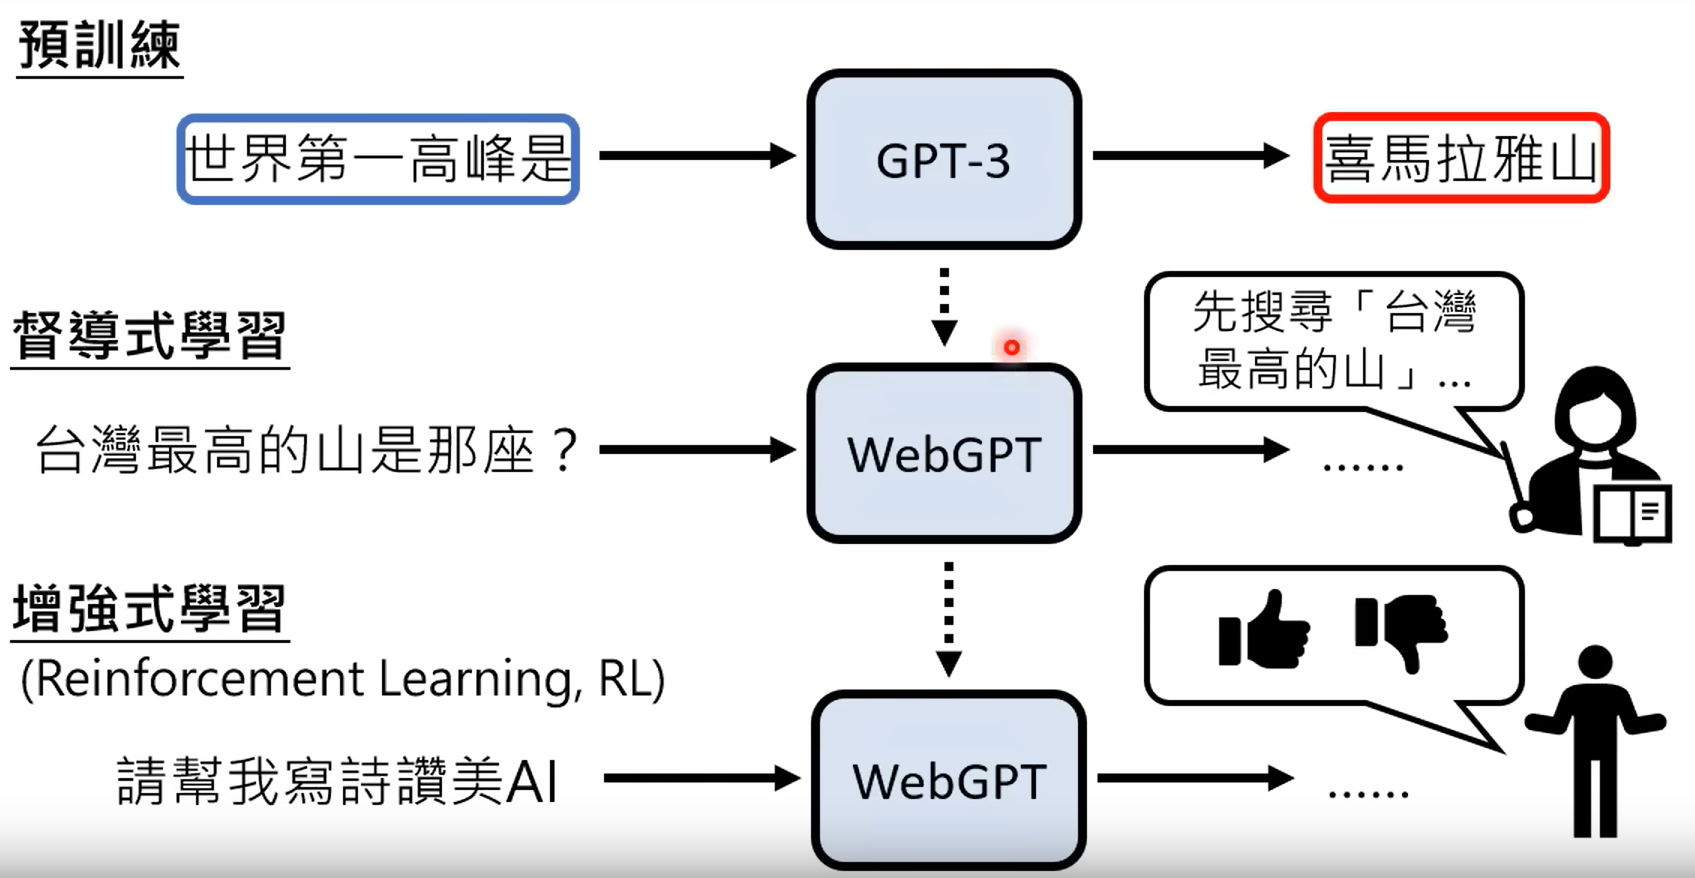 預訓練
世界第一高峰是
GPT-3
喜馬拉雅山
督導式學習
台灣最高的山是那座？
WebGPT
......
先搜尋「台灣
最高的山」...
增強式學習
(Reinforcement Learning, RL)
請幫我寫詩讚美AI
WebGPT
......